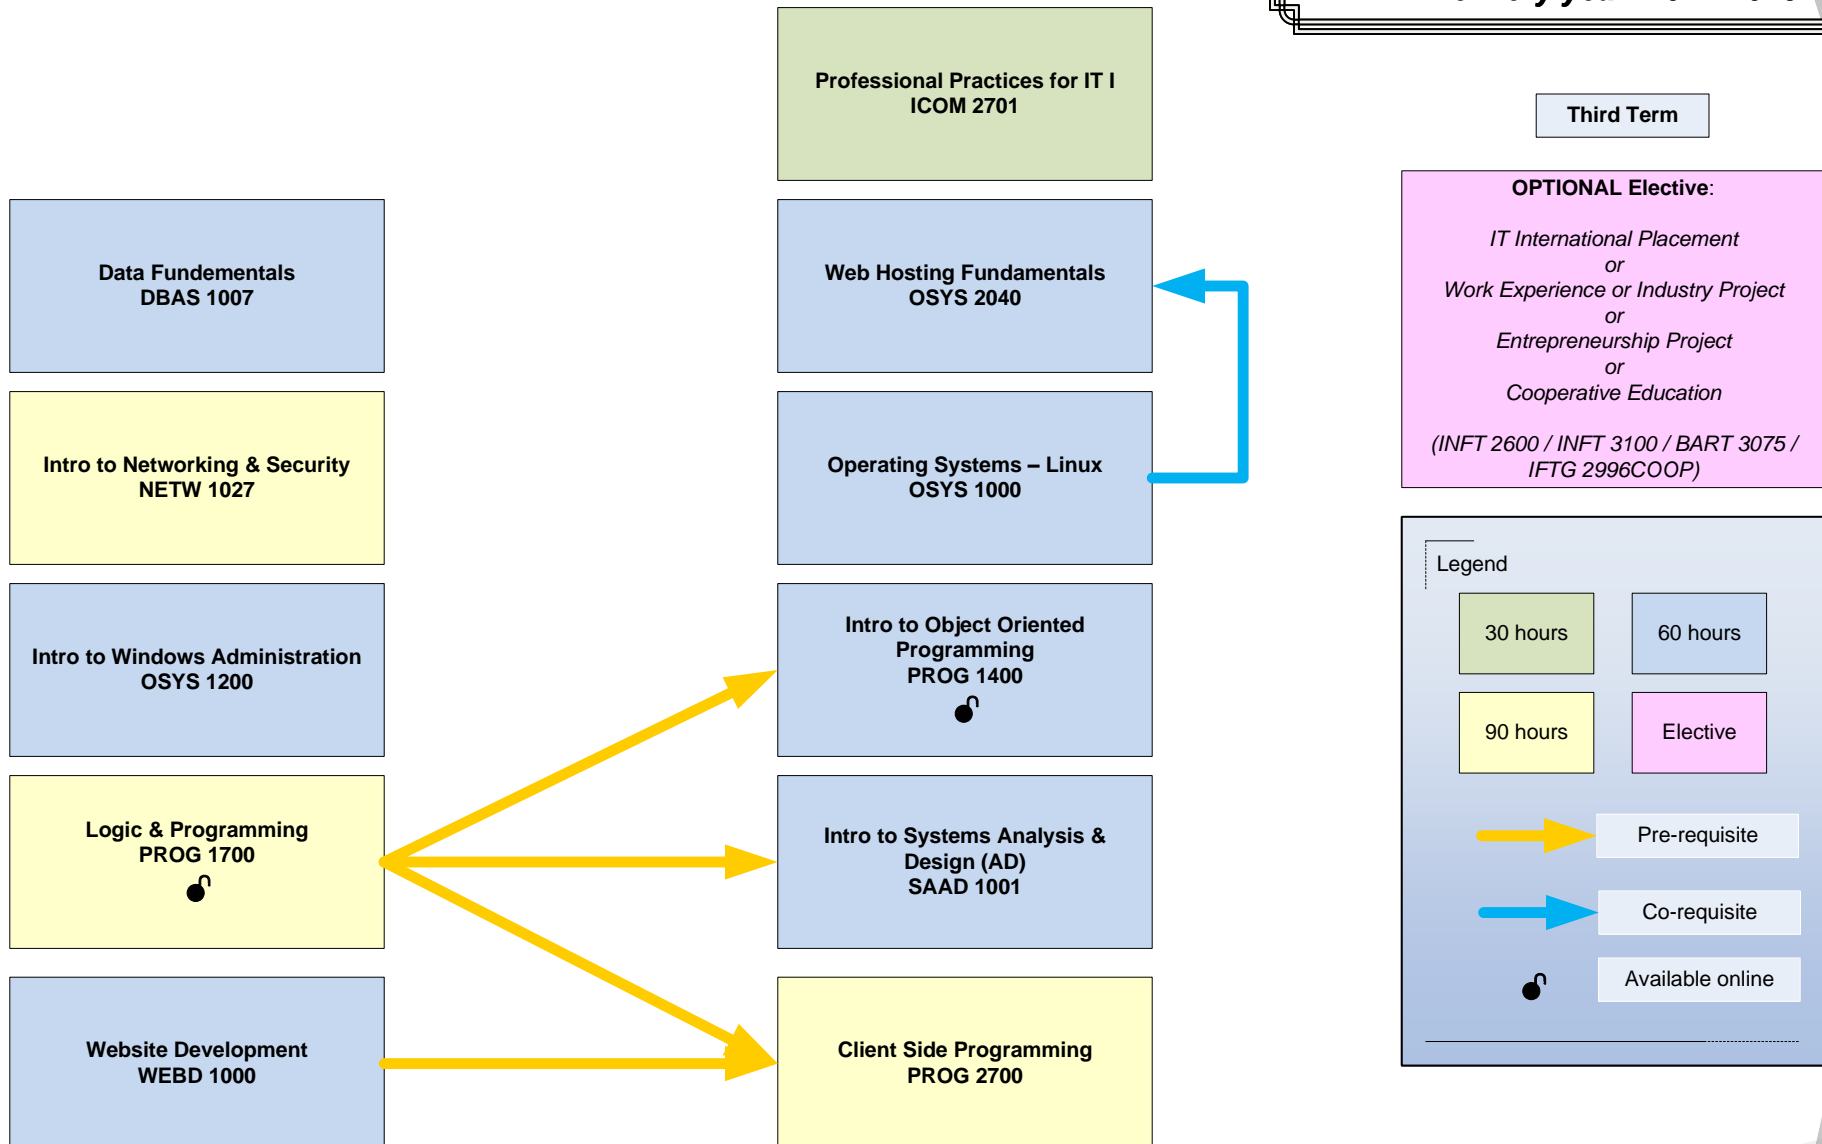 Professional Practices for IT I
ICOM 2701
Data Fundementals
DBAS 1007
Web Hosting Fundamentals
OSYS 2040
Intro to Networking & Security
NETW 1027
Operating Systems – Linux
OSYS 1000
Intro to Windows Administration
OSYS 1200
Intro to Object Oriented
Programming
PROG 1400
Logic & Programming
PROG 1700
Intro to Systems Analysis &
Design (AD)
SAAD 1001
Website Development
WEBD 1000
Client Side Programming
PROG 2700
Third Term
OPTIONAL Elective:
IT International Placement
or
Work Experience or Industry Project
or
Entrepreneurship Project
or
Cooperative Education
(INFT 2600 / INFT 3100 / BART 3075 /
IFTG 2996COOP)
Legend
30 hours
60 hours
90 hours
Elective
Pre-requisite
Co-requisite
Available online